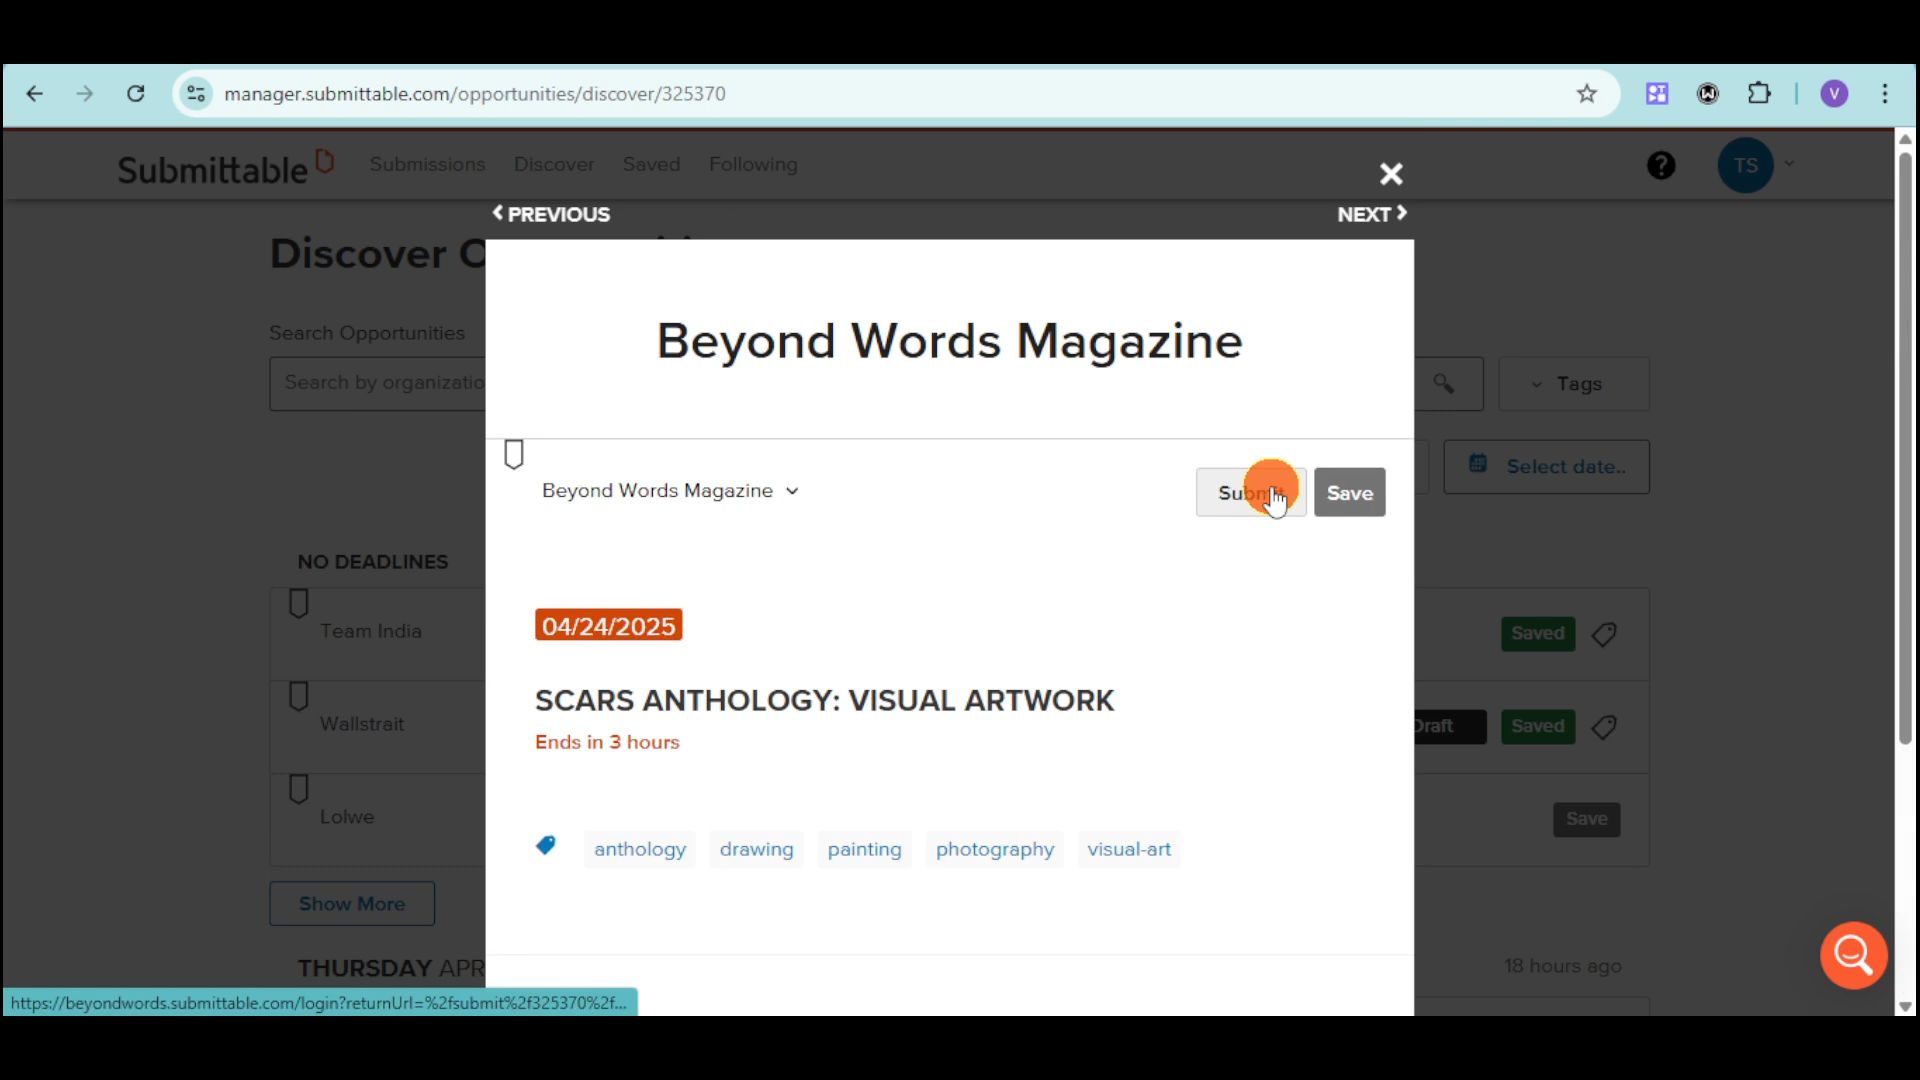 manager.submittable.com/opportunities/discover/325370
V
Submittable Submissions Discover Saved Following
? TS
PREVIOUS NEXT
Discover
Search Opportunities
Search by
Tags
Beyond Words Magazine
Beyond Words Magazine
Submit Save
Select date..
NO DEADLINES
Team India Saved
Wallstrait Draft Saved
Lolwe Save
04/24/2025
SCARS ANTHOLOGY: VISUAL ARTWORK
Ends in 3 hours
anthology drawing painting photography visual-art
Show More
THURSDAY
18 hours ago
https://beyondwords.submittable.com/login?returnUrl=%2fsubmit%2f325370%2f...